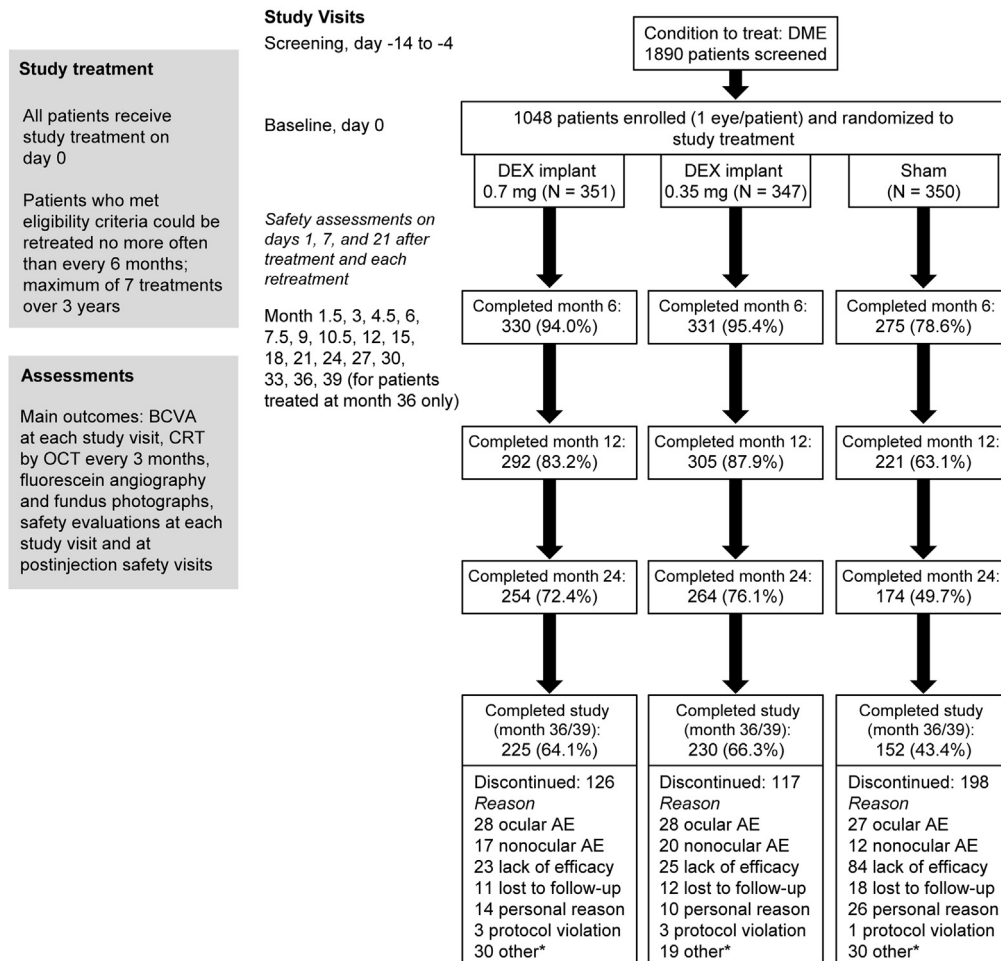 Study Visits
Screening, day -14 to -4
Condition to treat: DME
1890 patients screened
Study treatment
All patients receive
study treatment on
day 0
Patients who met
eligibility criteria could be
retreated no more often
than every 6 months;
maximum of 7 treatments
over 3 years
Assessments
Main outcomes: BCVA
at each study visit, CRT
by OCT every 3 months,
fluorescein angiography
and fundus photographs,
safety evaluations at each
study visit and at
postinjection safety visits
Baseline, day 0
1048 patients enrolled (1 eye/patient) and randomized to
study treatment
Safety assessments on
days 1, 7, and 21 after
treatment and each
retreatment
Month 1.5, 3, 4.5, 6,
7.5, 9, 10.5, 12, 15,
18, 21, 24, 27, 30,
33, 36, 39 (for patients
treated at month 36 only)
DEX implant
0.7 mg (N = 351)
Completed month 6:
330 (94.0%)
Completed month 12:
292 (83.2%)
Completed month 24:
254 (72.4%)
Completed study
(month 36/39):
225 (64.1%)
Discontinued: 126
Reason
28 ocular AE
17 nonocular AE
23 lack of efficacy
11 lost to follow-up
14 personal reason
3 protocol violation
30 other*
DEX implant
0.35 mg (N = 347)
Completed month 6:
331 (95.4%)
Completed month 12:
305 (87.9%)
Completed month 24:
264 (76.1%)
Completed study
(month 36/39):
230 (66.3%)
Discontinued: 117
Reason
28 ocular AE
20 nonocular AE
25 lack of efficacy
12 lost to follow-up
10 personal reason
3 protocol violation
19 other*
Sham
(N = 350)
Completed month 6:
275 (78.6%)
Completed month 12:
221 (63.1%)
Completed month 24:
174 (49.7%)
Completed study
(month 36/39):
152 (43.4%)
Discontinued: 198
Reason
27 ocular AE
12 nonocular AE
84 lack of efficacy
18 lost to follow-up
26 personal reason
1 protocol violation
30 other*